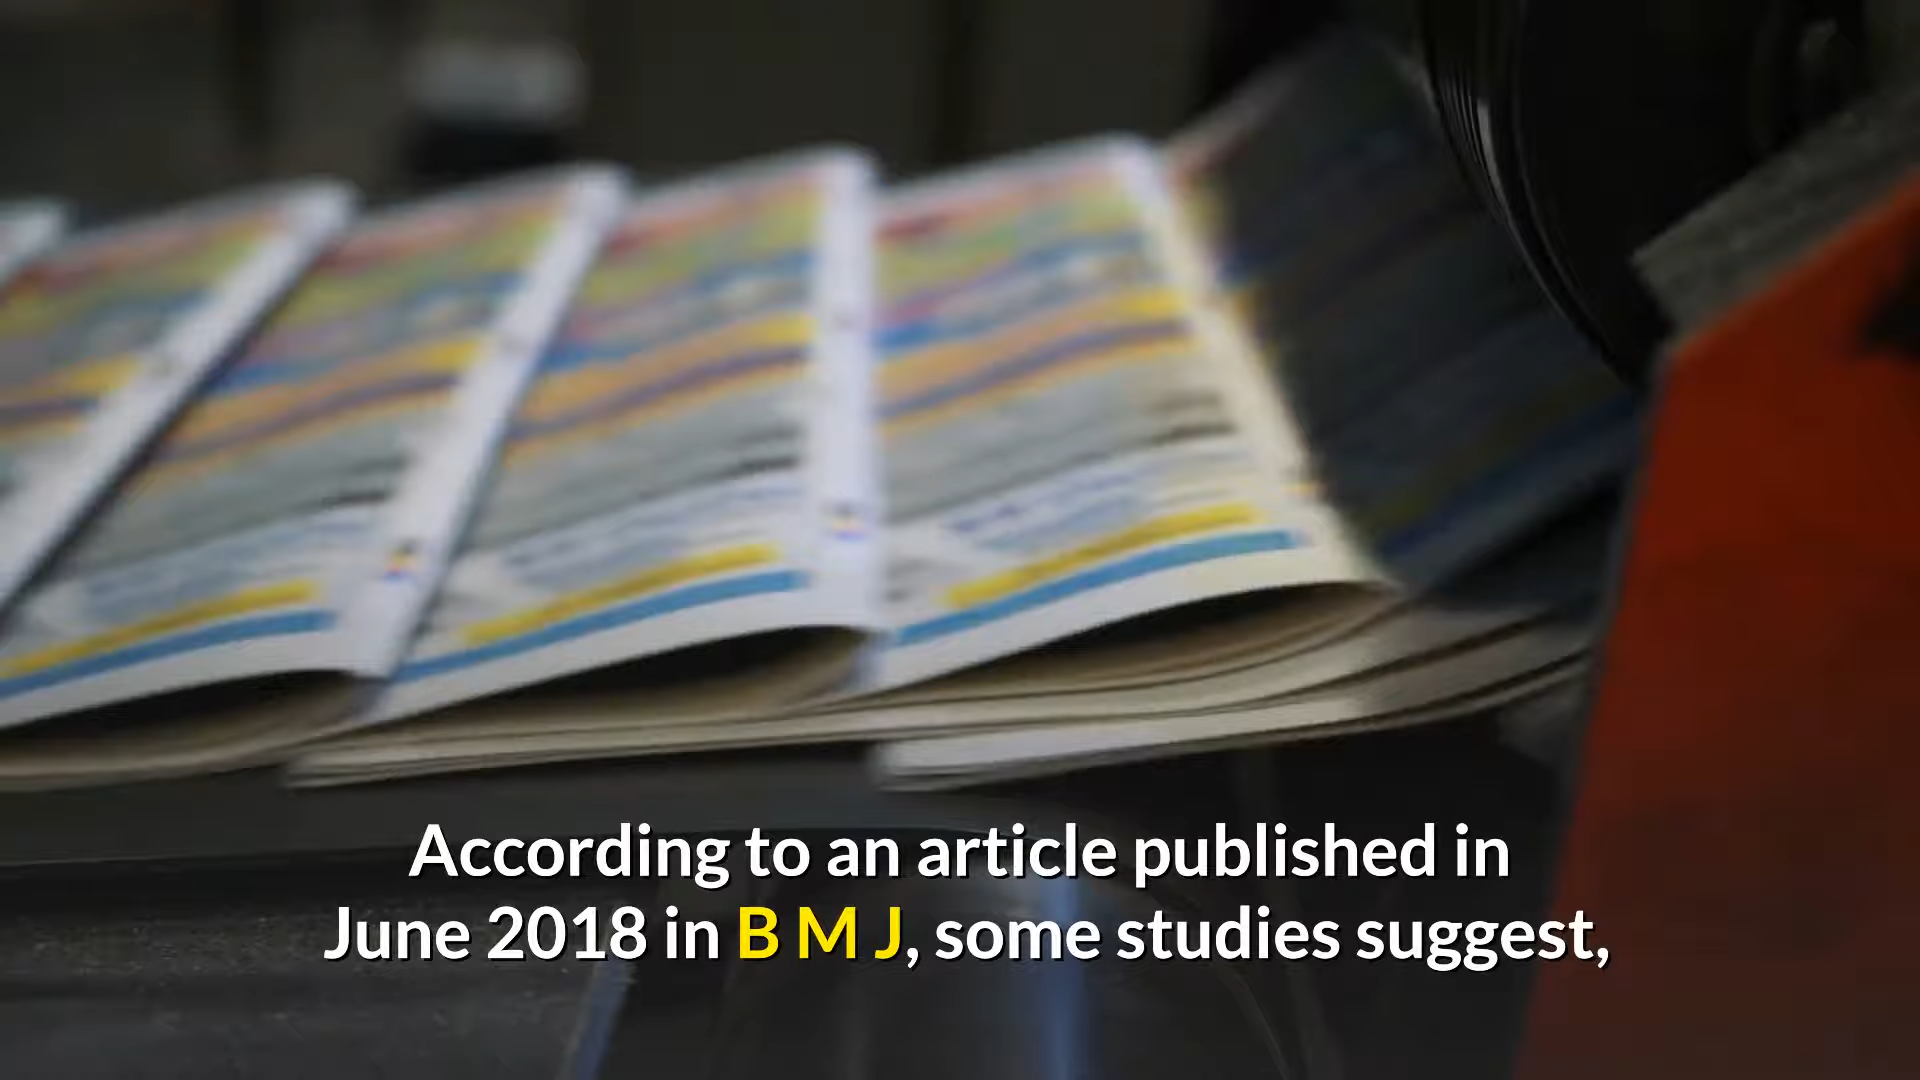 According to an article published in
June 2018 in B M J, some studies suggest,